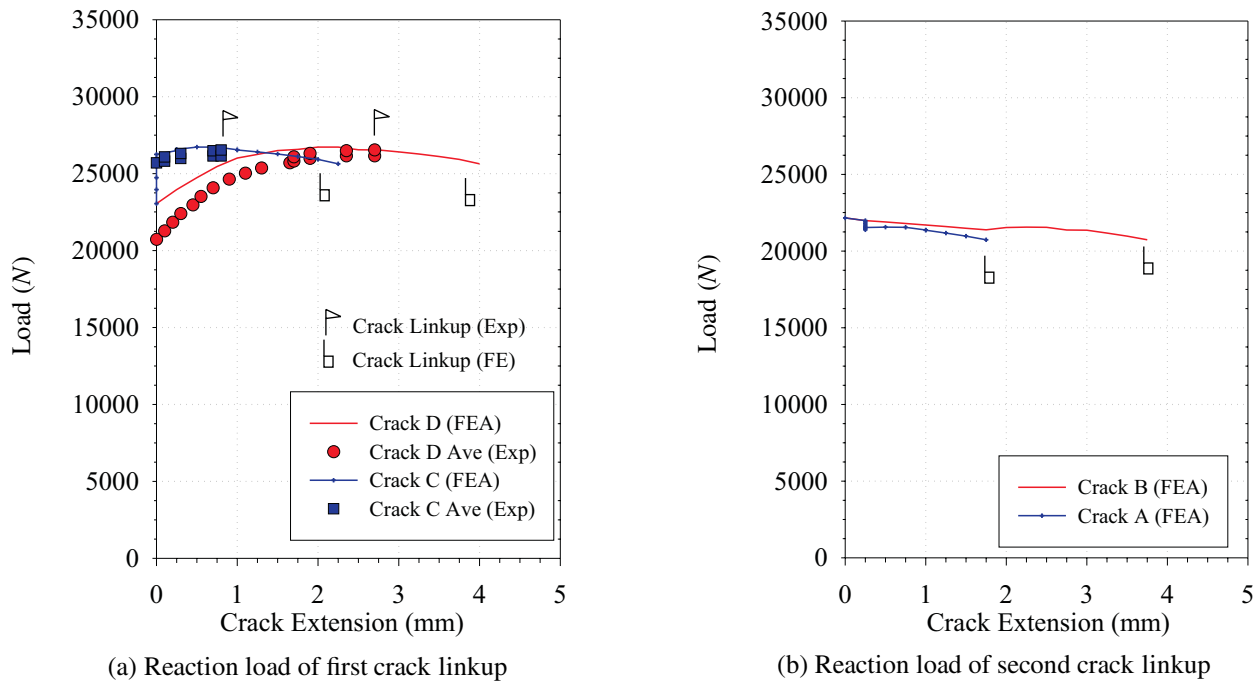 35000
30000
25000
20000
15000
10000
5000
0
Load (N)
Crack Linkup (Exp)
Crack Linkup (FE)
Crack D (FEA)
Crack D Ave (Exp)
Crack C (FEA)
Crack C Ave (Exp)
0 1 2 3 4 5
Crack Extension (mm)
(a) Reaction load of first crack linkup
35000
30000
25000
20000
15000
10000
5000
0
Load (N)
Crack B (FEA)
Crack A (FEA)
0 1 2 3 4 5
Crack Extension (mm)
(b) Reaction load of second crack linkup